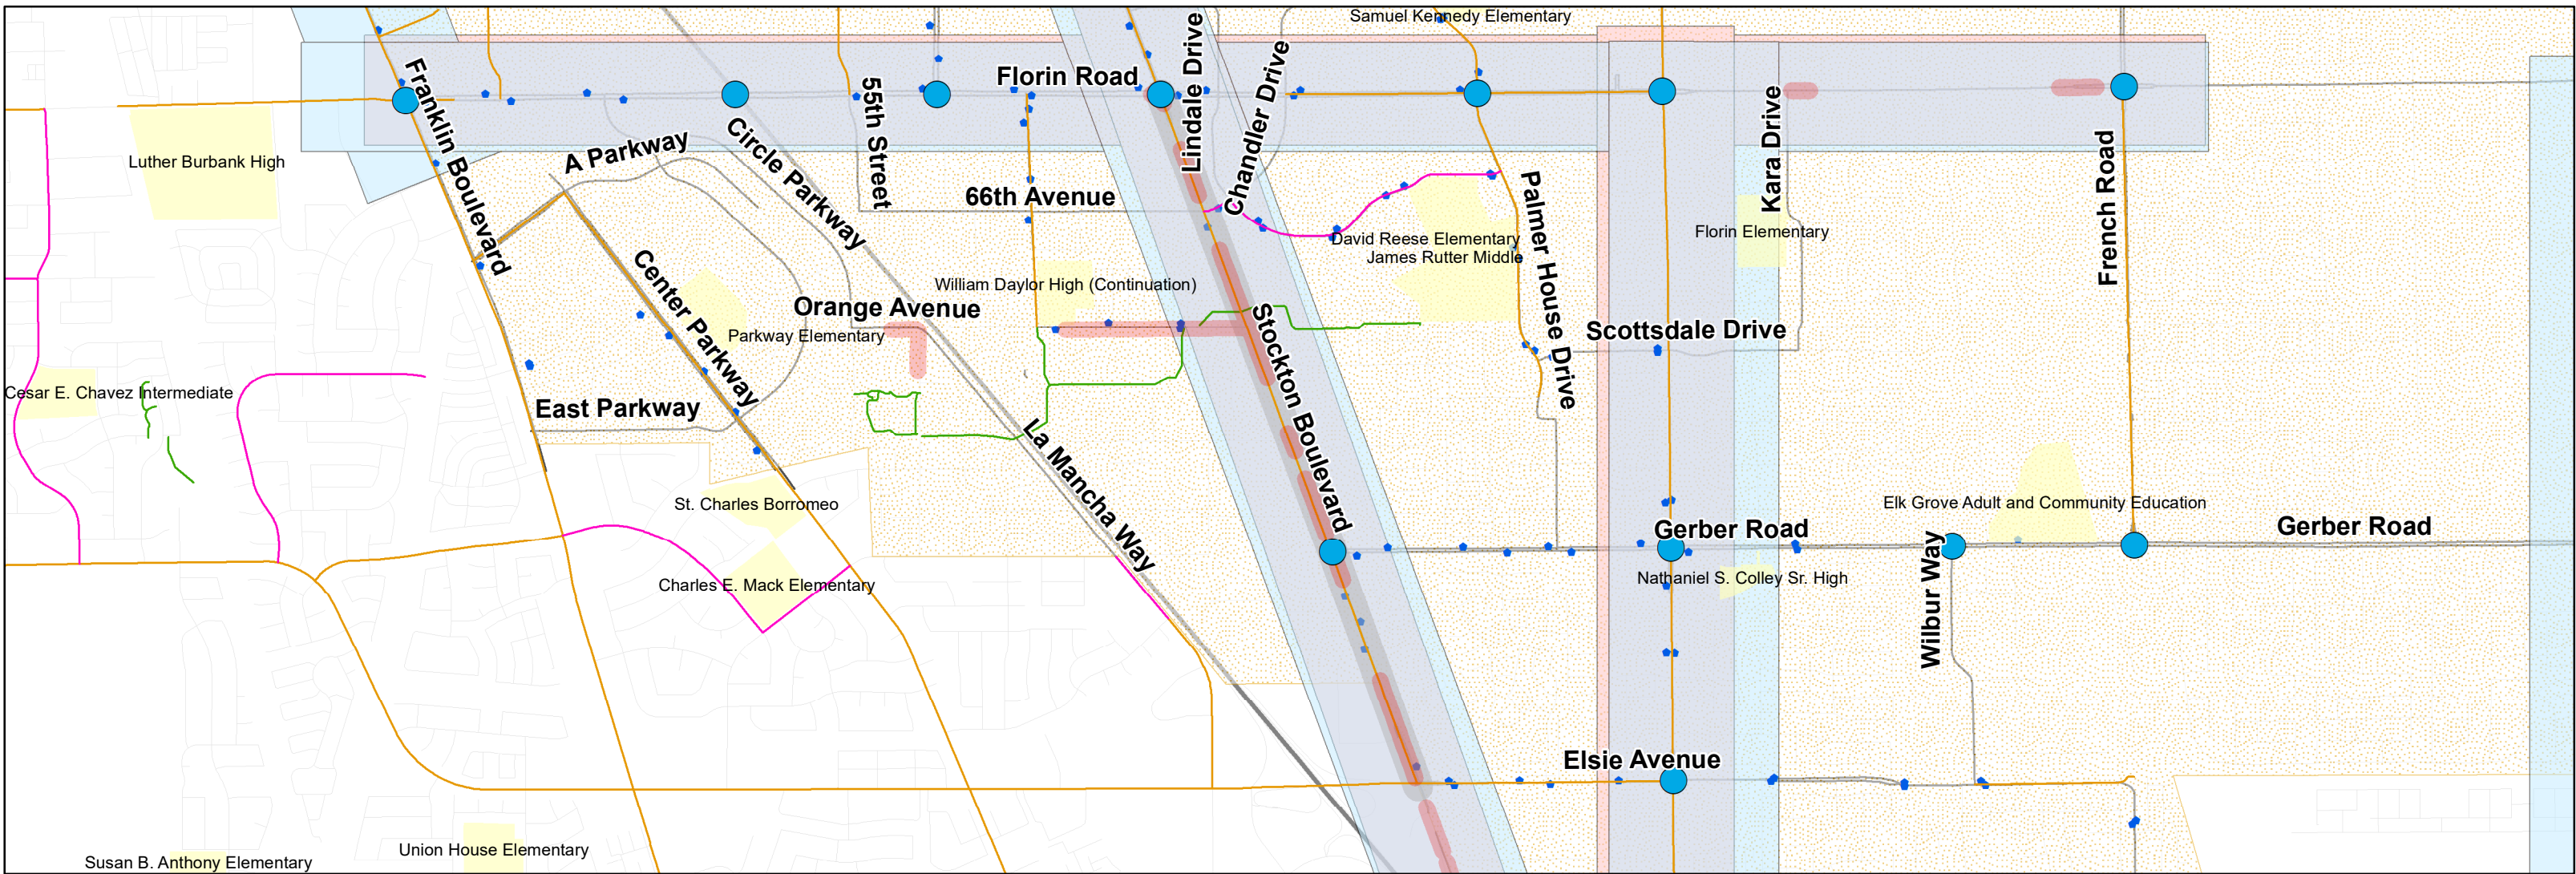 Samuel Kennedy Elementary
Florin Road
Lindale Drive
Chandler Drive
Franklin Boulevard
55th Street
Kara Drive
Luther Burbank High
A Parkway
Circle Parkway
66th Avenue
Palmer House Drive
French Road
David Reese Elementary
James Rutter Middle
Florin Elementary
Center Parkway
William Daylor High (Continuation)
Orange Avenue
Parkway Elementary
Stockton Boulevard
Scottsdale Drive
Cesar E. Chavez Intermediate
East Parkway
La Mancha Way
St. Charles Borromeo
Elk Grove Adult and Community Education
Gerber Road
Gerber Road
Wilbur Way
Charles E. Mack Elementary
Nathaniel S. Colley Sr. High
Elsie Avenue
Union House Elementary
Susan B. Anthony Elementary